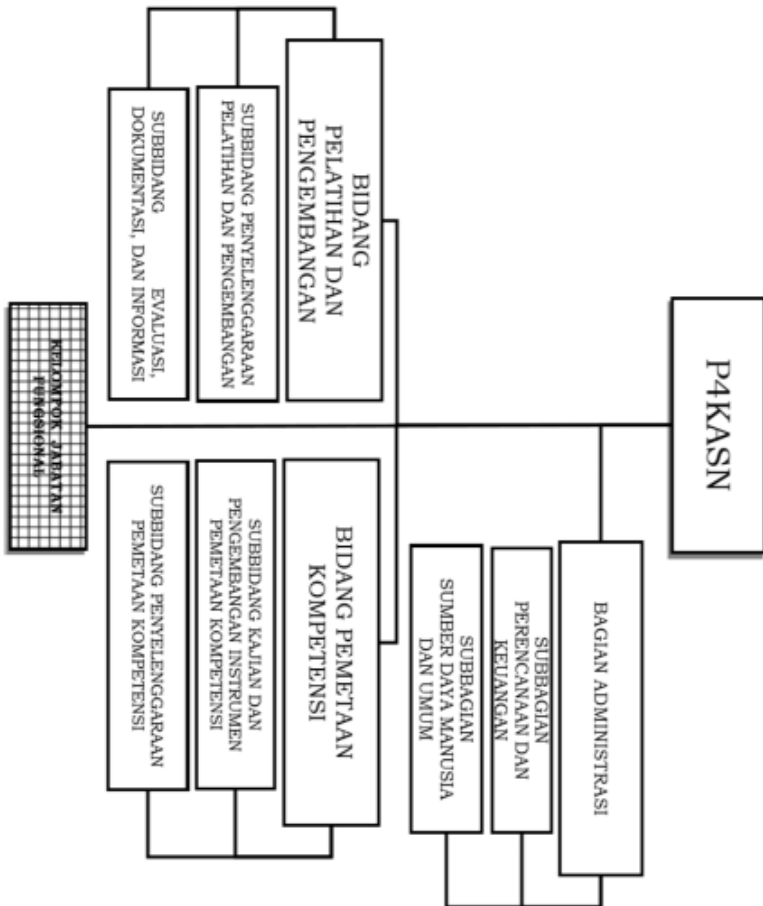 P4KASN
BAGIAN ADMINISTRASI
SUBBAGIAN
PERENCANAAN DAN
KEUANGAN
SUBBAGIAN
SUMBER DAYA MANUSIA
DAN UMUM
BIDANG
PELATIHAN DAN
PENGEMBANGAN
SUBBIDANG PENYELENGGARAAN
PELATIHAN DAN PENGEMBANGAN
SUBBIDANG EVALUASI,
DOKUMENTASI, DAN INFORMASI
BIDANG PEMETAAN
KOMPETENSI
SUBBIDANG KAJIAN DAN
PENGEMBANGAN INSTRUMEN
PEMETAAN KOMPETENSI
SUBBIDANG PENYELENGGARAAN
PEMETAAN KOMPETENSI
KELOMPOK JABATAN
FUNGSIONAL